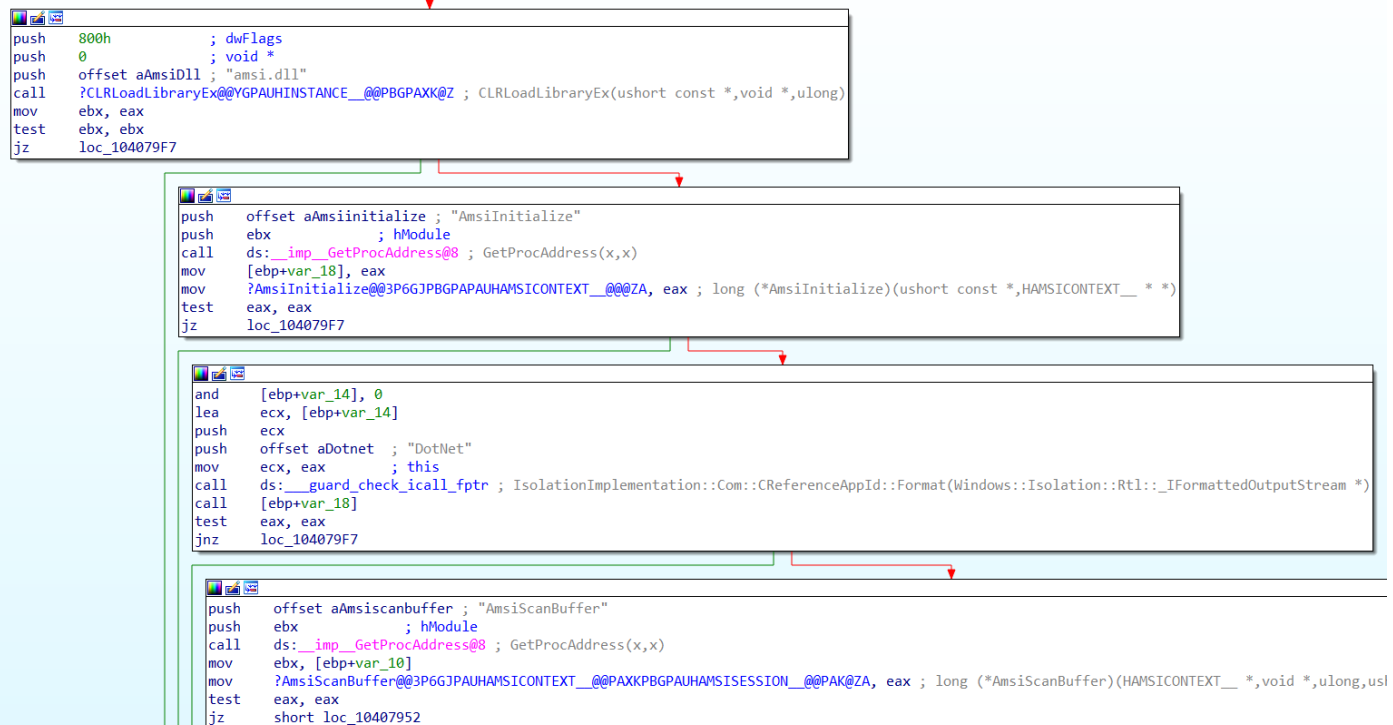 push 800h ; dwFlags
push 0 ; void *
push offset aAmsiDll ; "amsi.dll"
call ?CLRLoadLibraryEx@@YGPAUHINSTANCE__@@PBGPAXK@Z ; CLRLoadLibraryEx(ushort const *,void *,ulong)
mov ebx, eax
test ebx, ebx
jz loc_104079F7
push offset aAmsiinitialize ; "AmsiInitialize"
push ebx ; hModule
call ds:__imp__GetProcAddress@8 ; GetProcAddress(x,x)
mov [ebp+var_18], eax
mov ?AmsiInitialize@@3P6GJPBGPAPAUHAMSICONTEXT__@@@ZA, eax ; long (*AmsiInitialize)(ushort const *,HAMSICONTEXT__ * *)
test eax, eax
jz loc_104079F7
and [ebp+var_14], 0
lea ecx, [ebp+var_14]
push ecx
push offset aDotnet ; "DotNet"
mov ecx, eax ; this
call ds:___guard_check_icall_fptr ; IsolationImplementation::Com::CReferenceAppId::Format(Windows::Isolation::Rtl::_IFormattedOutputStream *)
call [ebp+var_18]
test eax, eax
jnz loc_104079F7
push offset aAmsiscanbuffer ; "AmsiScanBuffer"
push ebx ; hModule
call ds:__imp__GetProcAddress@8 ; GetProcAddress(x,x)
mov ebx, [ebp+var_10]
mov ?AmsiScanBuffer@@3P6GJPAUHAMSICONTEXT__@@PAXKPBGPAUHAMSISESSION__@@PAK@ZA, eax ; long (*AmsiScanBuffer)(HAMSICONTEXT__ *,void *,ulong,ush
test eax, eax
jz short loc_10407952